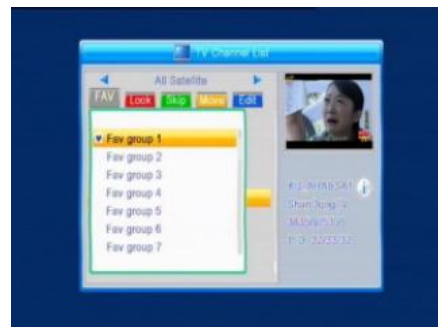 TV Channel List
All Satellite
FAV Lock Skip Move Edit
Fav group 1
Fav group 2
Fav group 3
Fav group 4
Fav group 5
Fav group 6
Fav group 7